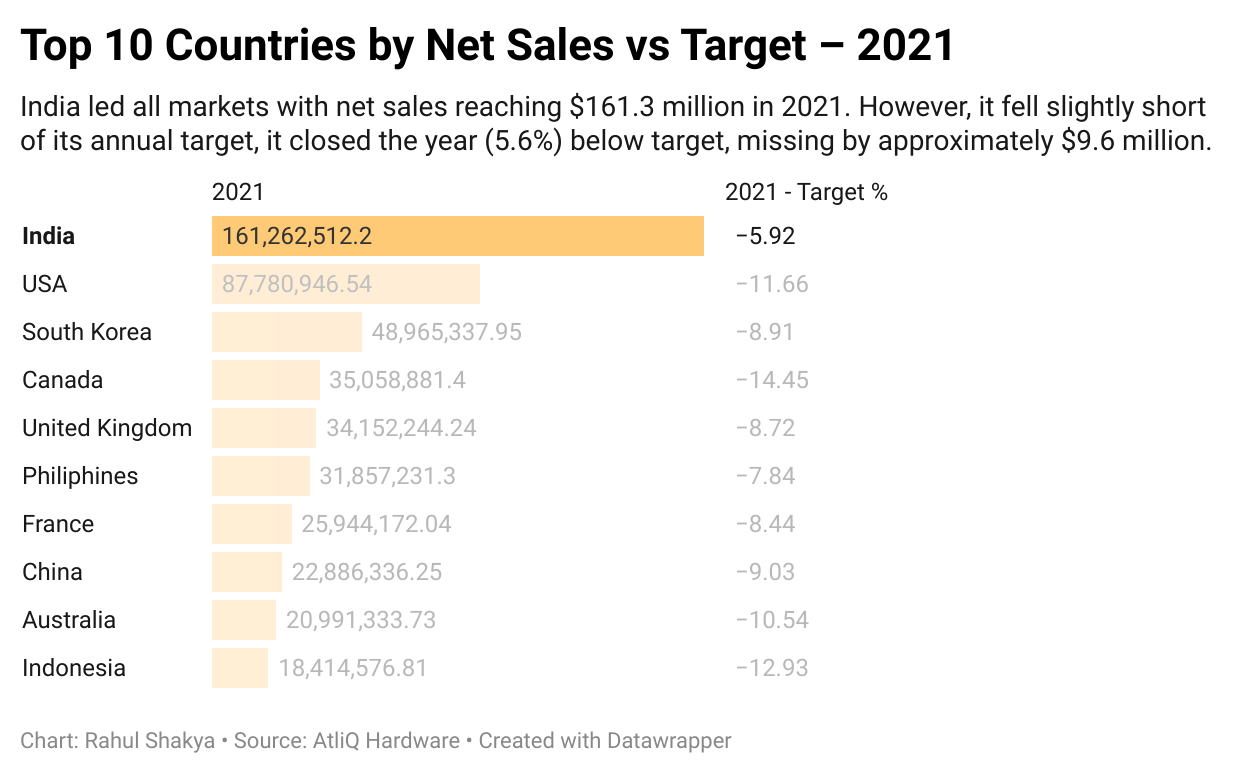 Top 10 Countries by Net Sales vs Target – 2021
India led all markets with net sales reaching $161.3 million in 2021. However, it fell slightly short
of its annual target, it closed the year (5.6%) below target, missing by approximately $9.6 million.
2021 2021 - Target %
India 161,262,512.2 −5.92
USA 87,780,946.54 −11.66
South Korea 48,965,337.95 −8.91
Canada 35,058,881.4 −14.45
United Kingdom 34,152,244.24 −8.72
Philiphines 31,857,231.3 −7.84
France 25,944,172.04 −8.44
China 22,886,336.25 −9.03
Australia 20,991,333.73 −10.54
Indonesia 18,414,576.81 −12.93
Chart: Rahul Shakya • Source: AtliQ Hardware • Created with Datawrapper